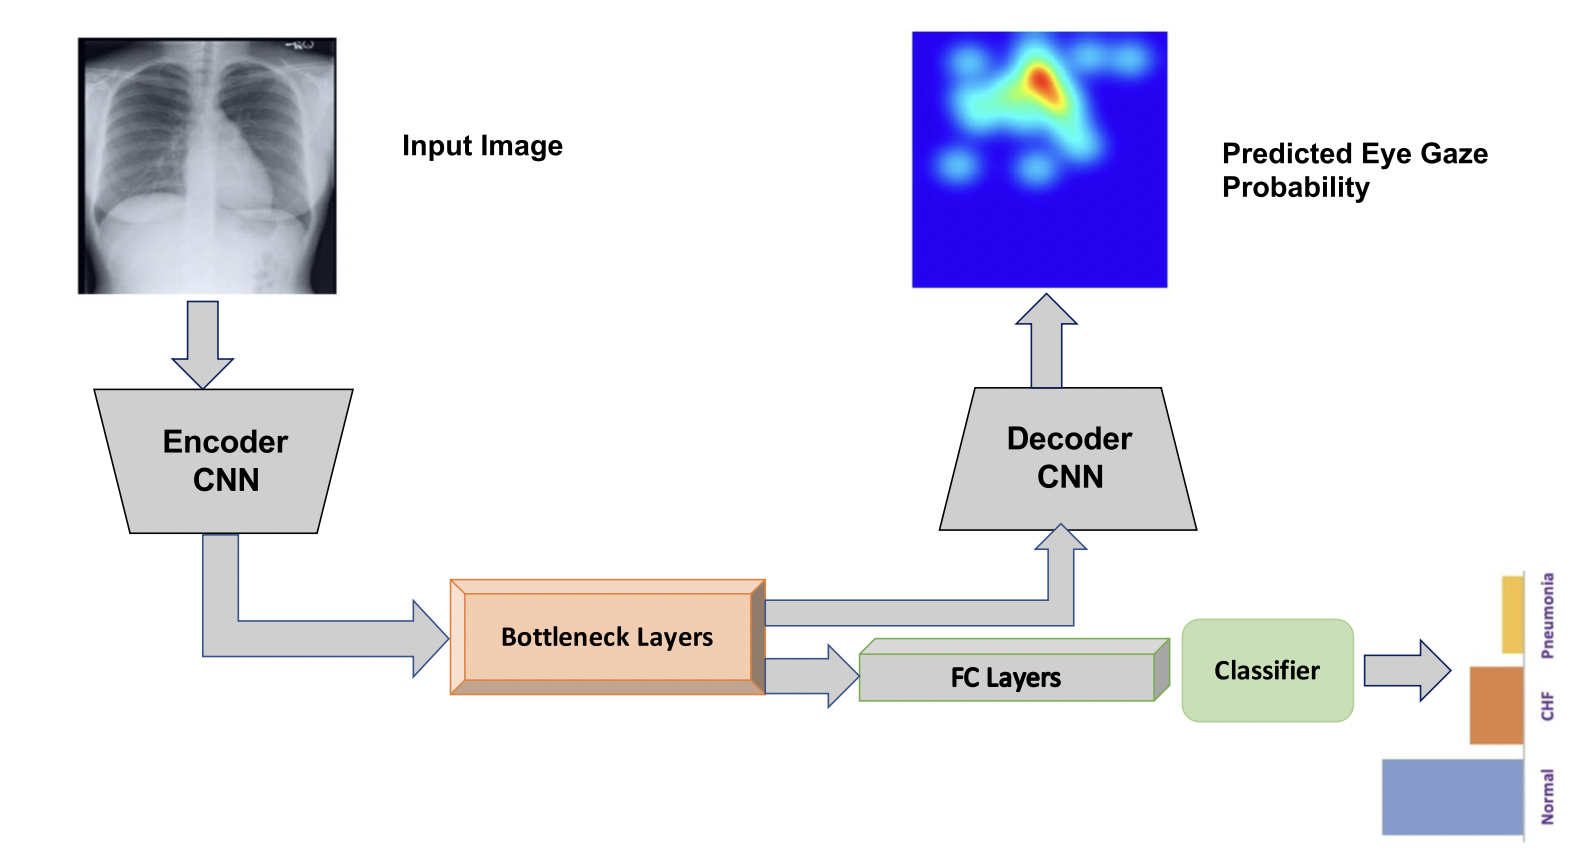 Input Image
Predicted Eye Gaze
Probability
Encoder
CNN
Decoder
CNN
Bottleneck Layers
FC Layers
Classifier
Pneumonia
CHF
Normal